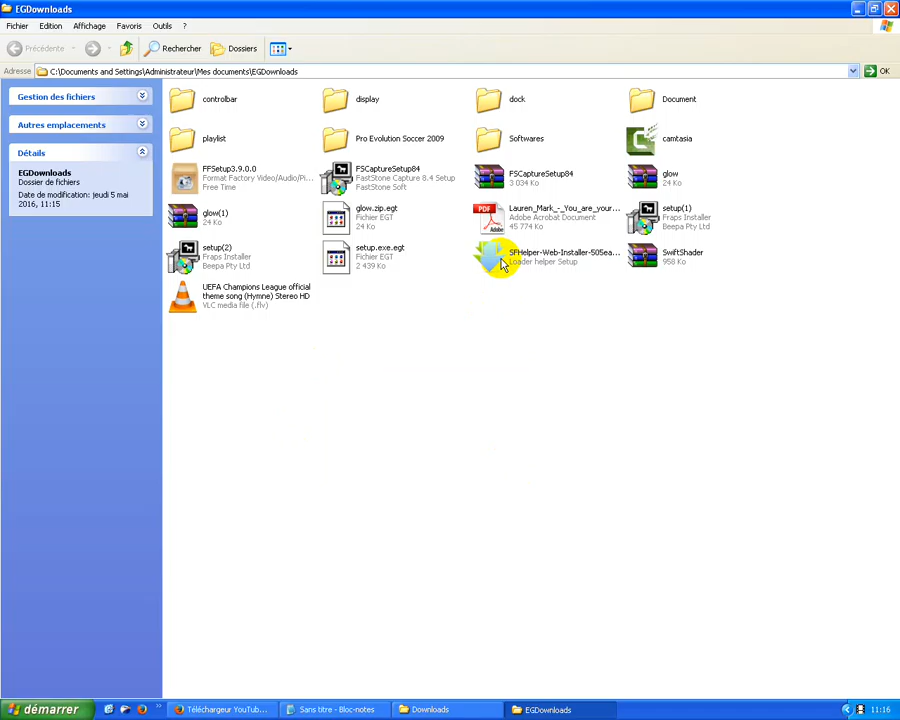 EGDownloads
Fichier Edition Affichage Favoris Outils ?
Précédente Rechercher Dossiers
Adresse C:\Documents and Settings\Administrateur\Mes documents\EGDownloads OK
Gestion des fichiers
Autres emplacements
Détails
EGDownloads
Dossier de fichiers
Date de modification: jeudi 5 mai
2016, 11:15
controlbar
display
dock
Document
playlist
Pro Evolution Soccer 2009
Softwares
camtasia
FFSetup3.9.0.0
Format Factory Video/Audio/Pi...
Free Time
FSCaptureSetup84
FastStone Capture 8.4 Setup
FastStone Soft
FSCaptureSetup84
3 034 Ko
glow
24 Ko
glow(1)
24 Ko
glow.zip.egt
Fichier EGT
24 Ko
PDF
Adobe
Lauren_Mark_-_You_are_your...
Adobe Acrobat Document
45 774 Ko
setup(1)
Fraps Installer
Beepa Pty Ltd
setup(2)
Fraps Installer
Beepa Pty Ltd
setup.exe.egt
Fichier EGT
2 439 Ko
SFHelper-Web-Installer-505ea...
Loader helper Setup
SwiftShader
958 Ko
UEFA Champions League official
theme song (Hymne) Stereo HD
VLC media file (.flv)
démarrer
Téléchargeur YouTub...
Sans titre - Bloc-notes
Downloads
EGDownloads
11:16